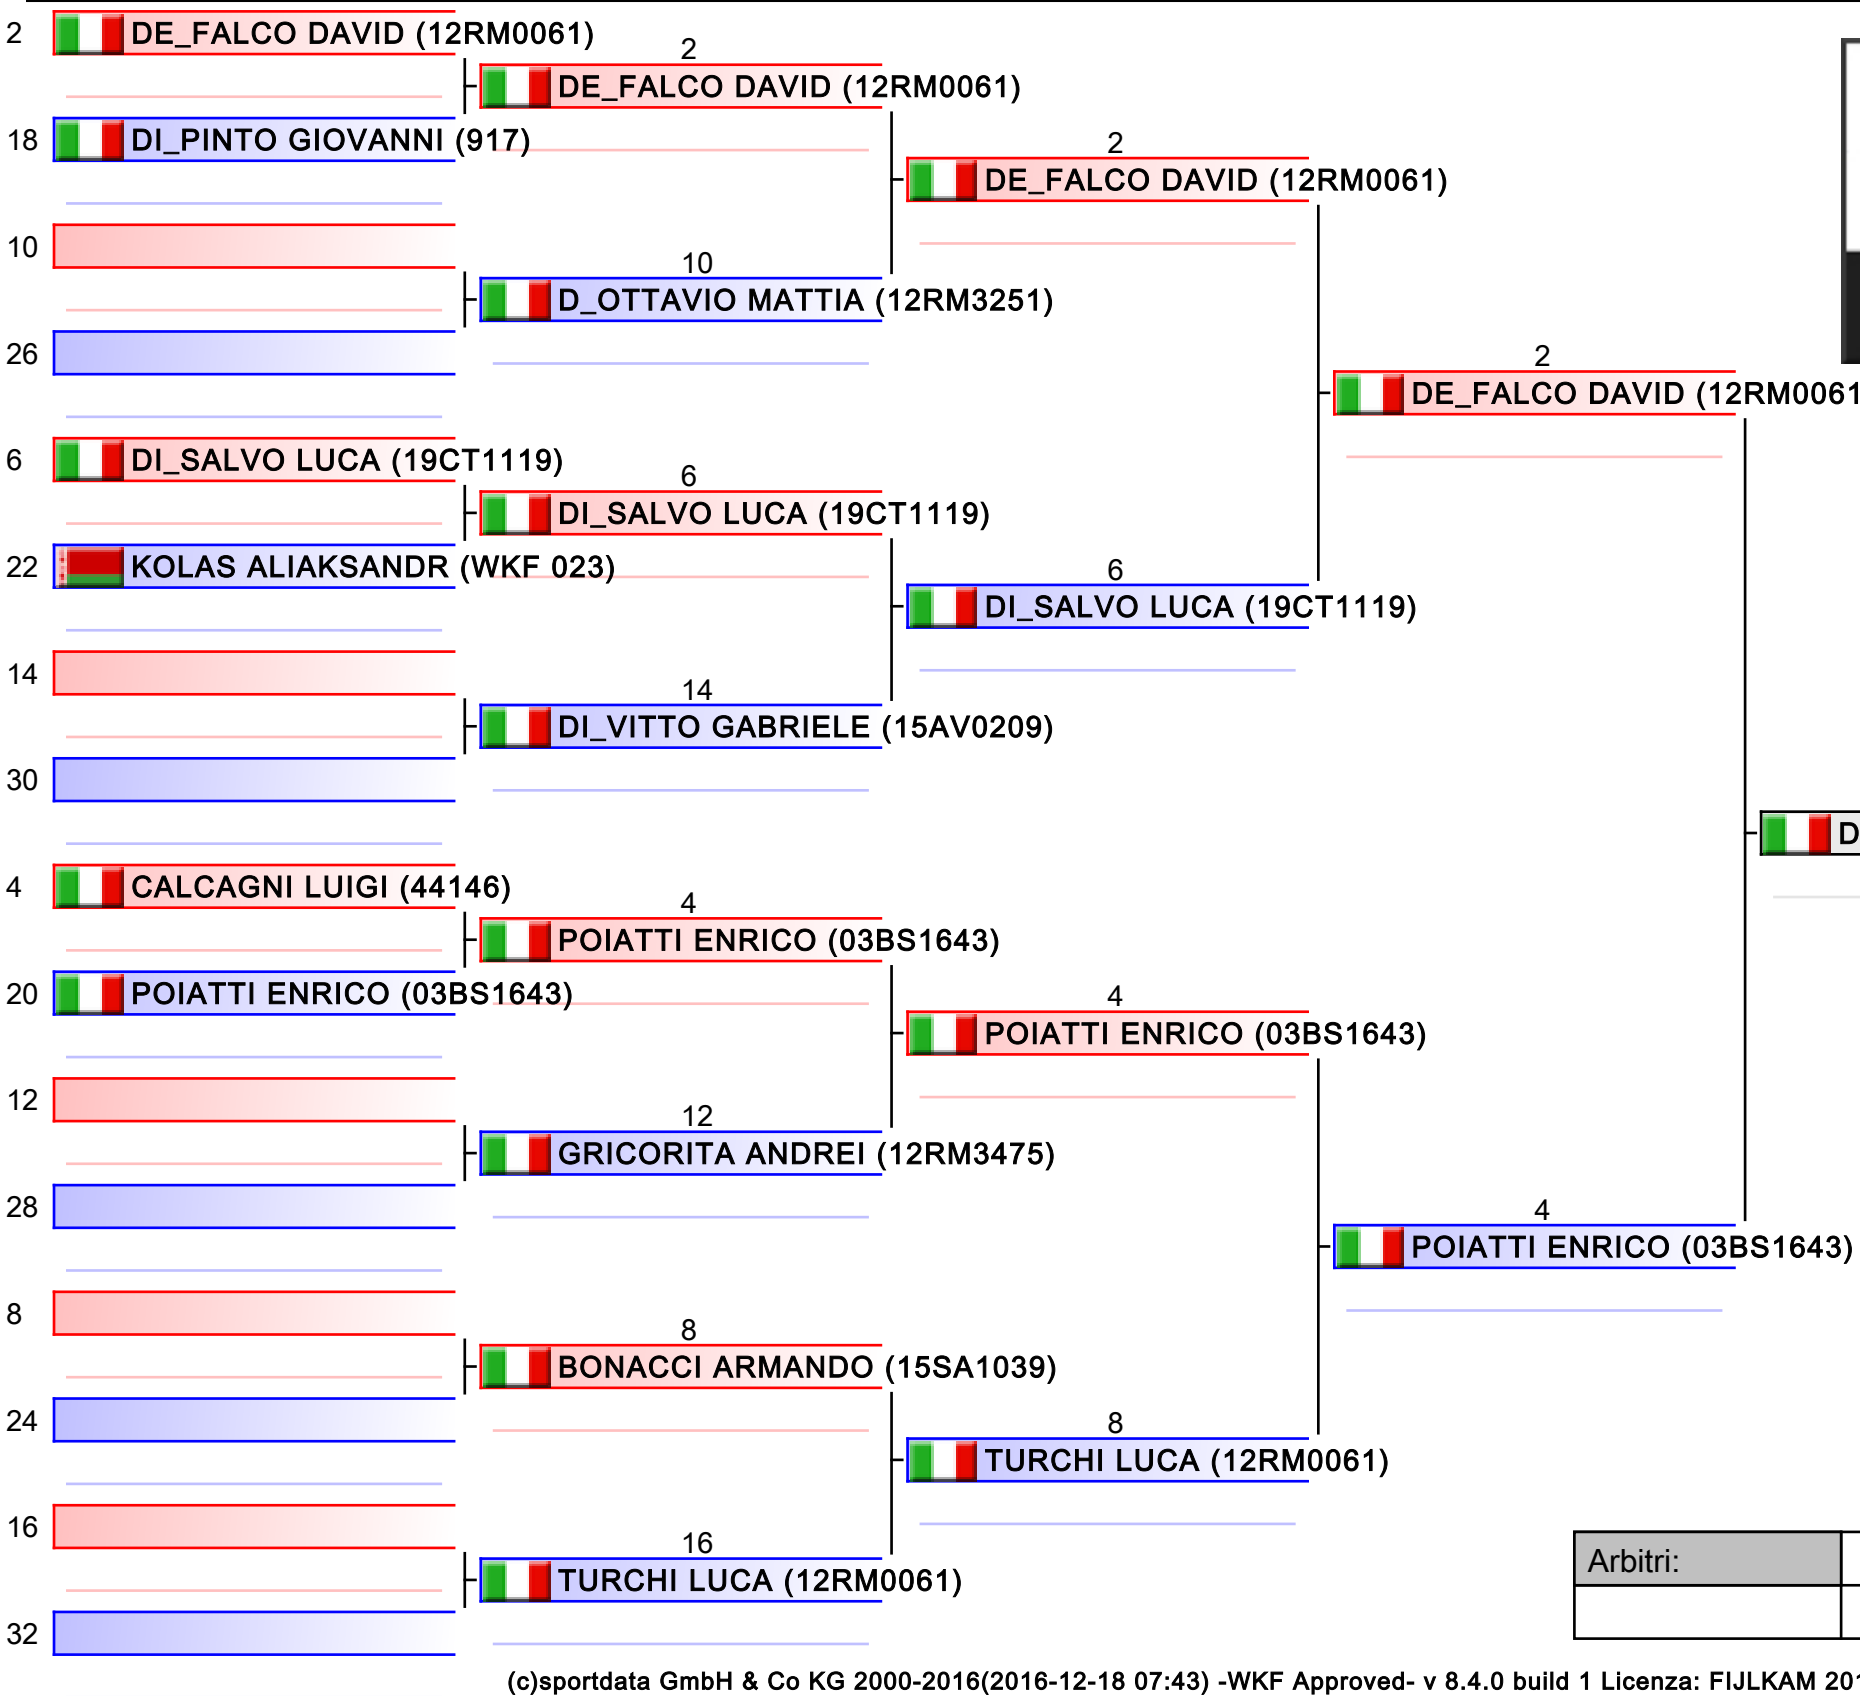 2 DE_FALCO DAVID (12RM0061)
2
DE_FALCO DAVID (12RM0061)
18 DI_PINTO GIOVANNI (917)
2
DE_FALCO DAVID (12RM0061)
10
10
D_OTTAVIO MATTIA (12RM3251)
26
2
DE_FALCO DAVID (12RM0061
6 DI_SALVO LUCA (19CT1119)
6
DI_SALVO LUCA (19CT1119)
22 KOLAS ALIAKSANDR (WKF 023)
6
DI_SALVO LUCA (19CT1119)
14
14
DI_VITTO GABRIELE (15AV0209)
30
D
4 CALCAGNI LUIGI (44146)
4
POIATTI ENRICO (03BS1643)
20 POIATTI ENRICO (03BS1643)
4
POIATTI ENRICO (03BS1643)
12
12
GRICORITA ANDREI (12RM3475)
28
4
POIATTI ENRICO (03BS1643)
8
8
BONACCI ARMANDO (15SA1039)
24
8
TURCHI LUCA (12RM0061)
16
16
TURCHI LUCA (12RM0061)
32
Arbitri:
(c)sportdata GmbH & Co KG 2000-2016(2016-12-18 07:43) -WKF Approved- v 8.4.0 build 1 Licenza: FIJLKAM 201